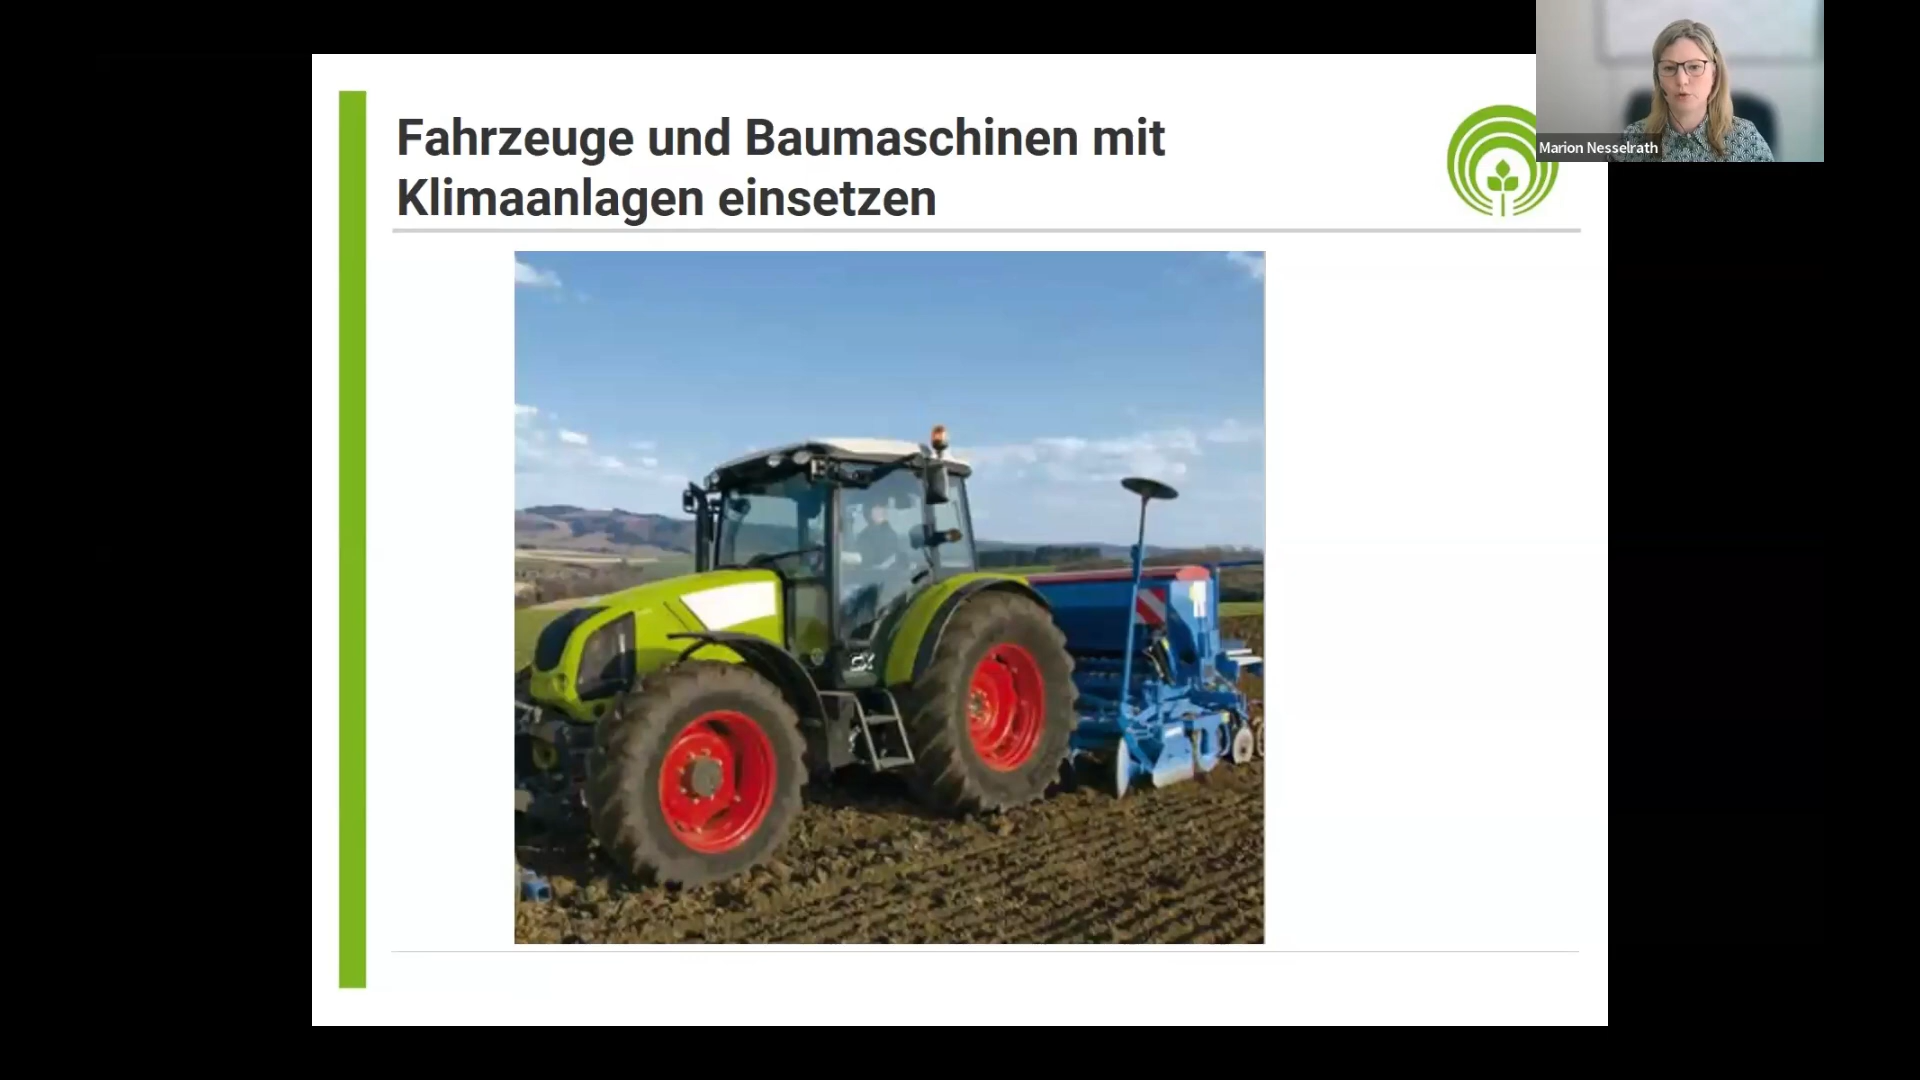 Fahrzeuge und Baumaschinen mit
Klimaanlagen einsetzen
Marion Nesselrath